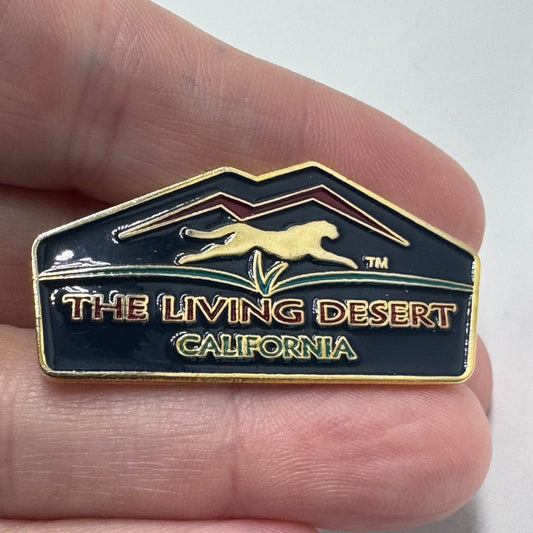 TM
THE LIVING DESERT
CALIFORNIA